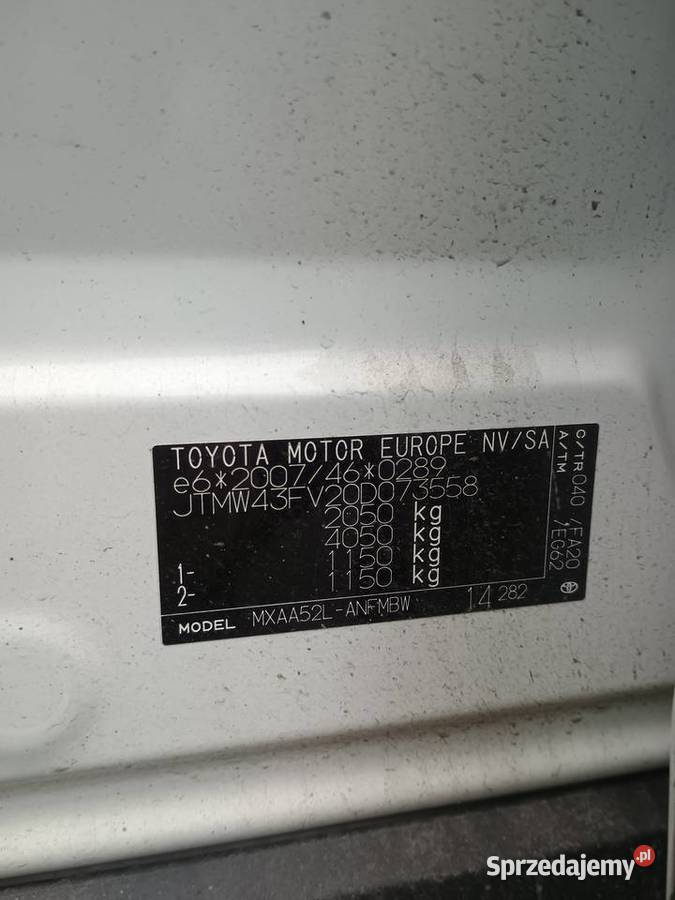 TOYOTA MOTOR EUROPE NV/SA
e6*2007/46*0289
JTMW43FV20D073558
2050 kg
4050 kg
1- 1150 kg
2- 1150 kg
MODEL MXAA52L-ANFMBW 14 282
C/TR 040 /FA20
A/TM /EG62
Sprzedajemy.pl